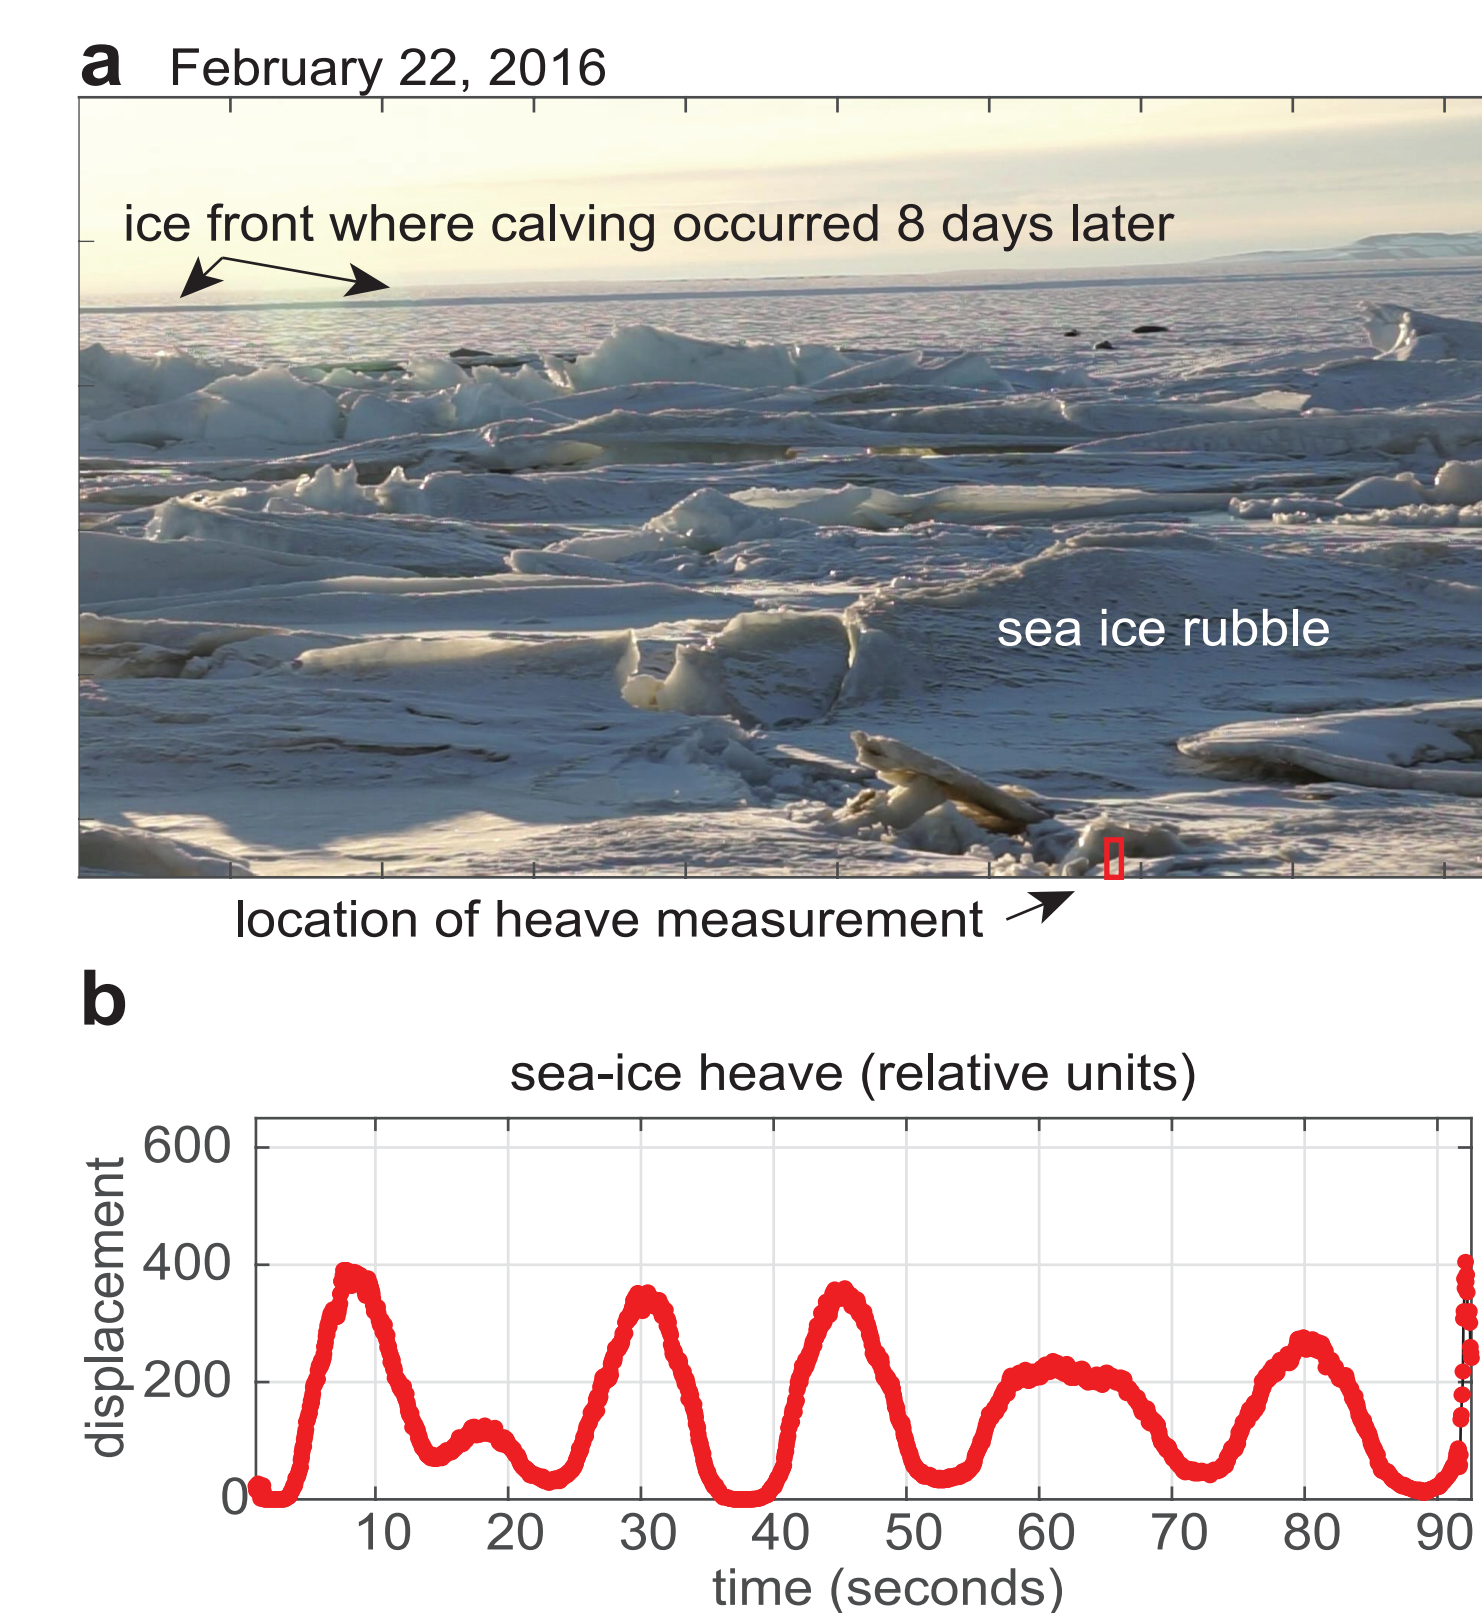 a February 22, 2016
ice front where calving occurred 8 days later
sea ice rubble
location of heave measurement
b
sea-ice heave (relative units)
displacement
600
400
200
0
10 20 30 40 50 60 70 80 90
time (seconds)